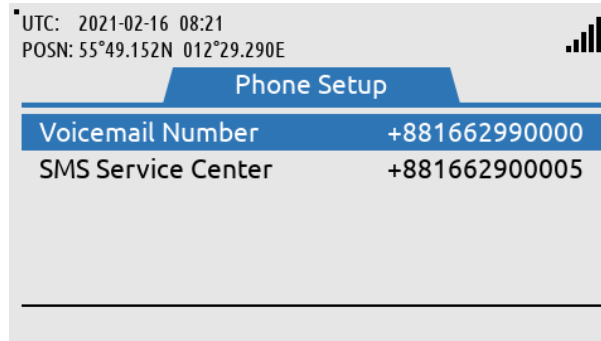 UTC: 2021-02-16 08:21
POSN: 55°49.152N 012°29.290E
Phone Setup
Voicemail Number +881662990000
SMS Service Center +881662900005